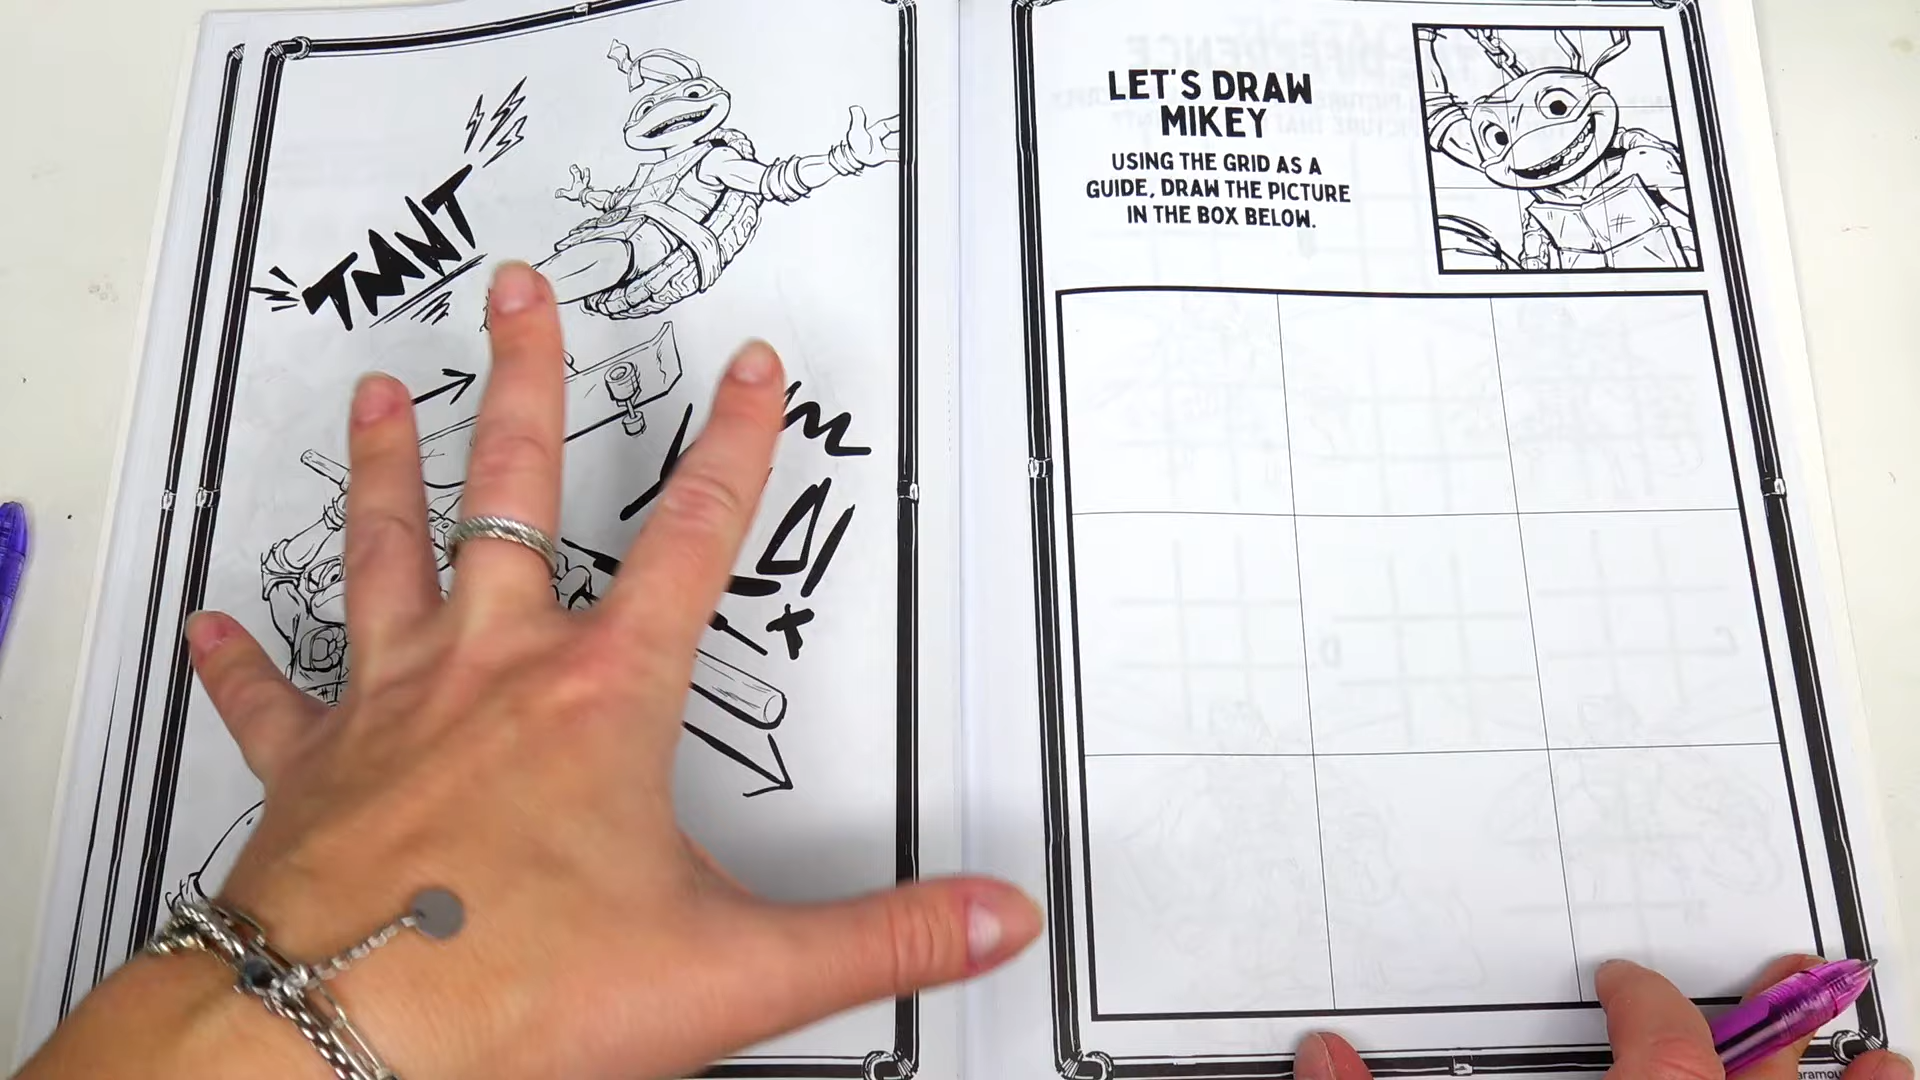 TMNT
LET'S DRAW
MIKEY
USING THE GRID AS A
GUIDE, DRAW THE PICTURE
IN THE BOX BELOW.